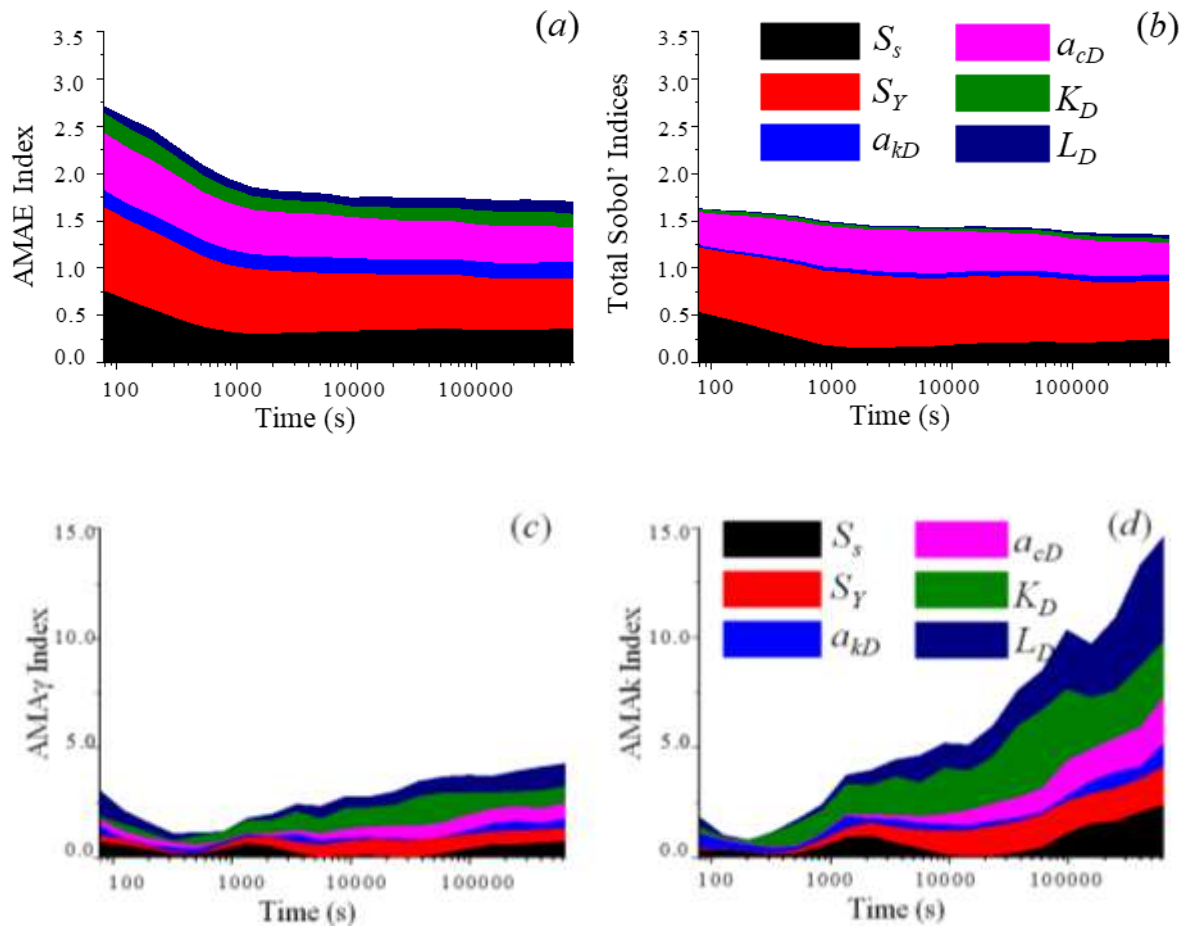 (a)
3.5
3.0
2.5
2.0
1.5
1.0
0.5
0.0
AMAE Index
100 1000 10000 100000
Time (s)
(b)
S_s a_cD
S_Y K_D
a_kD L_D
3.5
3.0
2.5
2.0
1.5
1.0
0.5
0.0
Total Sobol' Indices
100 1000 10000 100000
Time (s)
(c)
15.0
10.0
5.0
0.0
AMAγ Index
100 1000 10000 100000
Time (s)
(d)
S_s a_cD
S_Y K_D
a_kD L_D
15.0
10.0
5.0
0.0
AMAk Index
100 1000 10000 100000
Time (s)